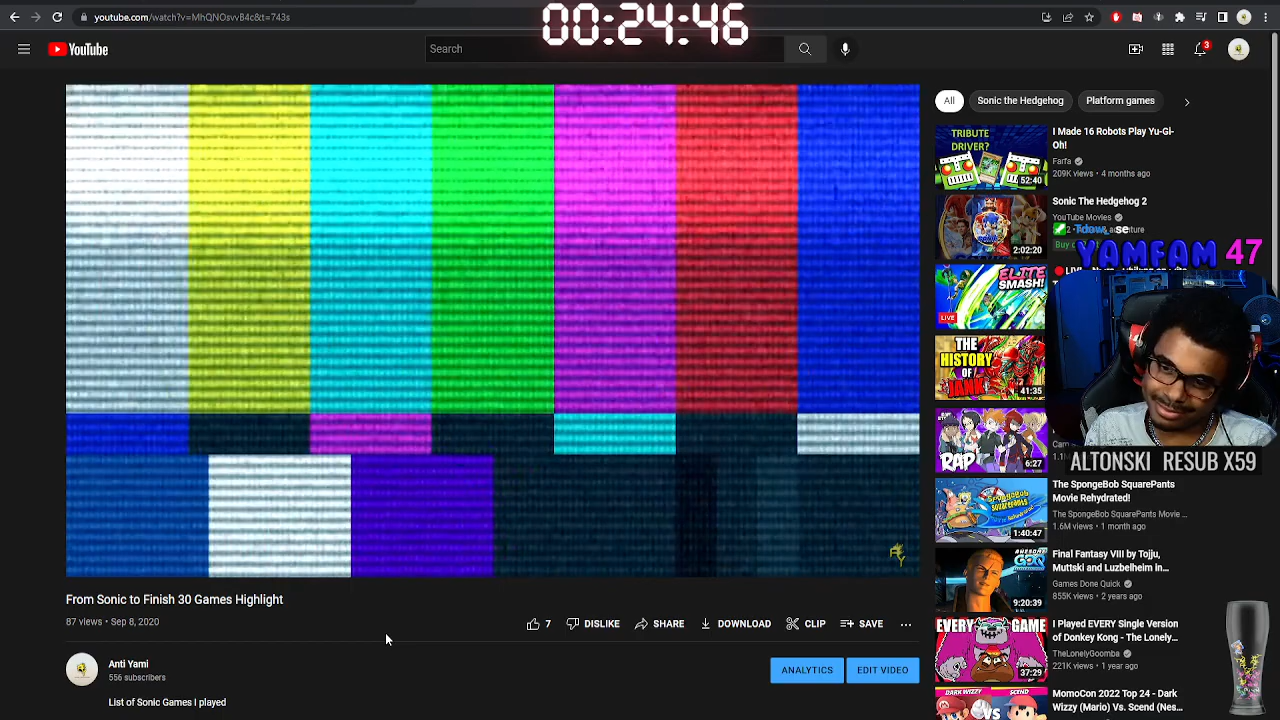 youtube.com/watch?v=MhQNOsvvB4c&t=743s
00:24:46
YouTube
Search
3
All
Sonic the Hedgehog
Platform games
TRIBUTE
DRIVER?
52:40
I Made 16 Robots Play Yu-Gi-
Oh!
Farfa
209K views • 4 months ago
2:02:20
Sonic The Hedgehog 2
YouTube Movies
YAMFAM 47
ELITE
SMASH!
LIVE
THE
HISTORY
OF
JANK
41:35
RAP
6:27
ALTONSKI RESUB X59
1:40:47
The SpongeBob SquarePants
Movie Rehydrated!
The SpongeBob SquarePants Movie ...
1.6M views • 1 month ago
9:20:39
Final Fantasy VIII by Tojju,
Muttski and Luzbelheim in...
Games Done Quick
855K views • 2 years ago
EVERY GAME
37:29
I Played EVERY Single Version
of Donkey Kong - The Lonely...
TheLonelyGoomba
221K views • 1 year ago
DARK WIZZY
SCEND
VS
MomoCon 2022 Top 24 - Dark
Wizzy (Mario) Vs. Scend (Nes...
AY
From Sonic to Finish 30 Games Highlight
87 views • Sep 8, 2020
7
DISLIKE
SHARE
DOWNLOAD
CLIP
SAVE
Anti Yami
556 subscribers
ANALYTICS
EDIT VIDEO
List of Sonic Games I played